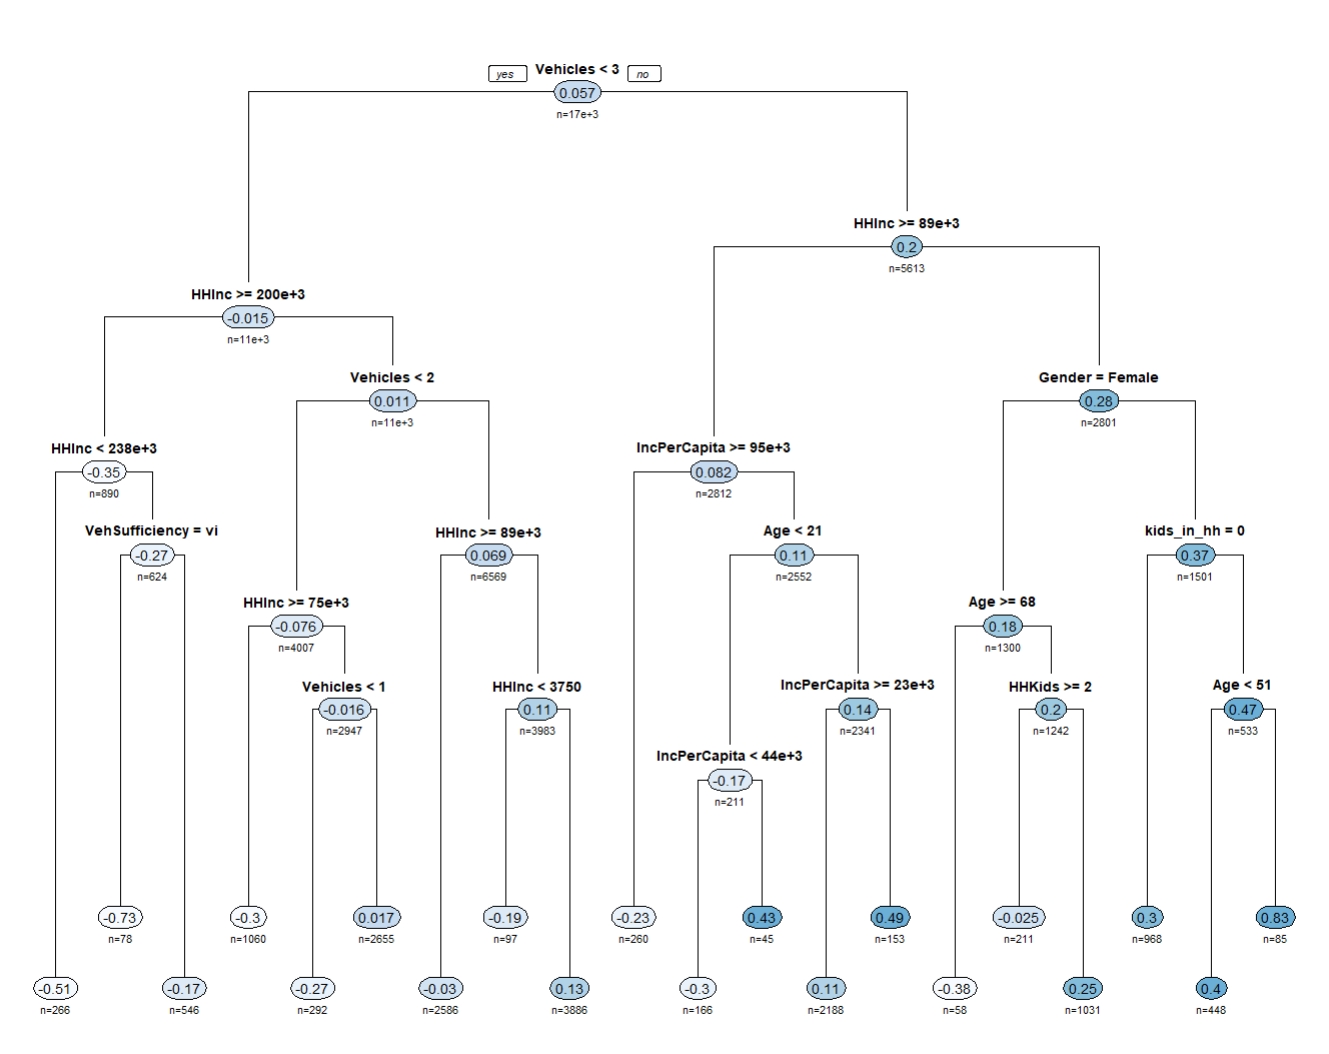 Vehicles < 3
yes
no
0.057
n=17e+3
HHInc >= 89e+3
0.2
n=5613
HHInc >= 200e+3
-0.015
n=11e+3
Vehicles < 2
0.011
n=11e+3
Gender = Female
0.28
n=2801
HHInc < 238e+3
-0.35
n=890
IncPerCapita >= 95e+3
0.082
n=2812
VehSufficiency = vi
-0.27
n=624
HHInc >= 89e+3
0.069
n=6569
Age < 21
0.11
n=2552
kids_in_hh = 0
0.37
n=1501
HHInc >= 75e+3
-0.076
n=4007
Age >= 68
0.18
n=1300
Vehicles < 1
-0.016
n=2947
HHInc < 3750
0.11
n=3983
IncPerCapita >= 23e+3
0.14
n=2341
HHKids >= 2
0.2
n=1242
Age < 51
0.47
n=533
IncPerCapita < 44e+3
-0.17
n=211
-0.73
n=78
-0.3
n=1060
0.017
n=2655
-0.19
n=97
-0.23
n=260
0.43
n=45
0.49
n=153
-0.025
n=211
0.3
n=968
0.83
n=85
-0.51
n=266
-0.17
n=546
-0.27
n=292
-0.03
n=2586
0.13
n=3886
-0.3
n=166
0.11
n=2188
-0.38
n=58
0.25
n=1031
0.4
n=448